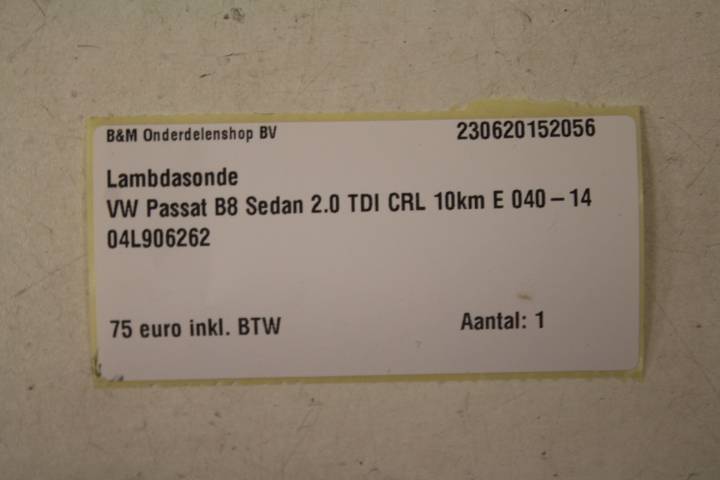 B&M Onderdelenshop BV 230620152056
Lambdasonde
VW Passat B8 Sedan 2.0 TDI CRL 10km E 040-14
04L906262
75 euro inkl. BTW Aantal: 1